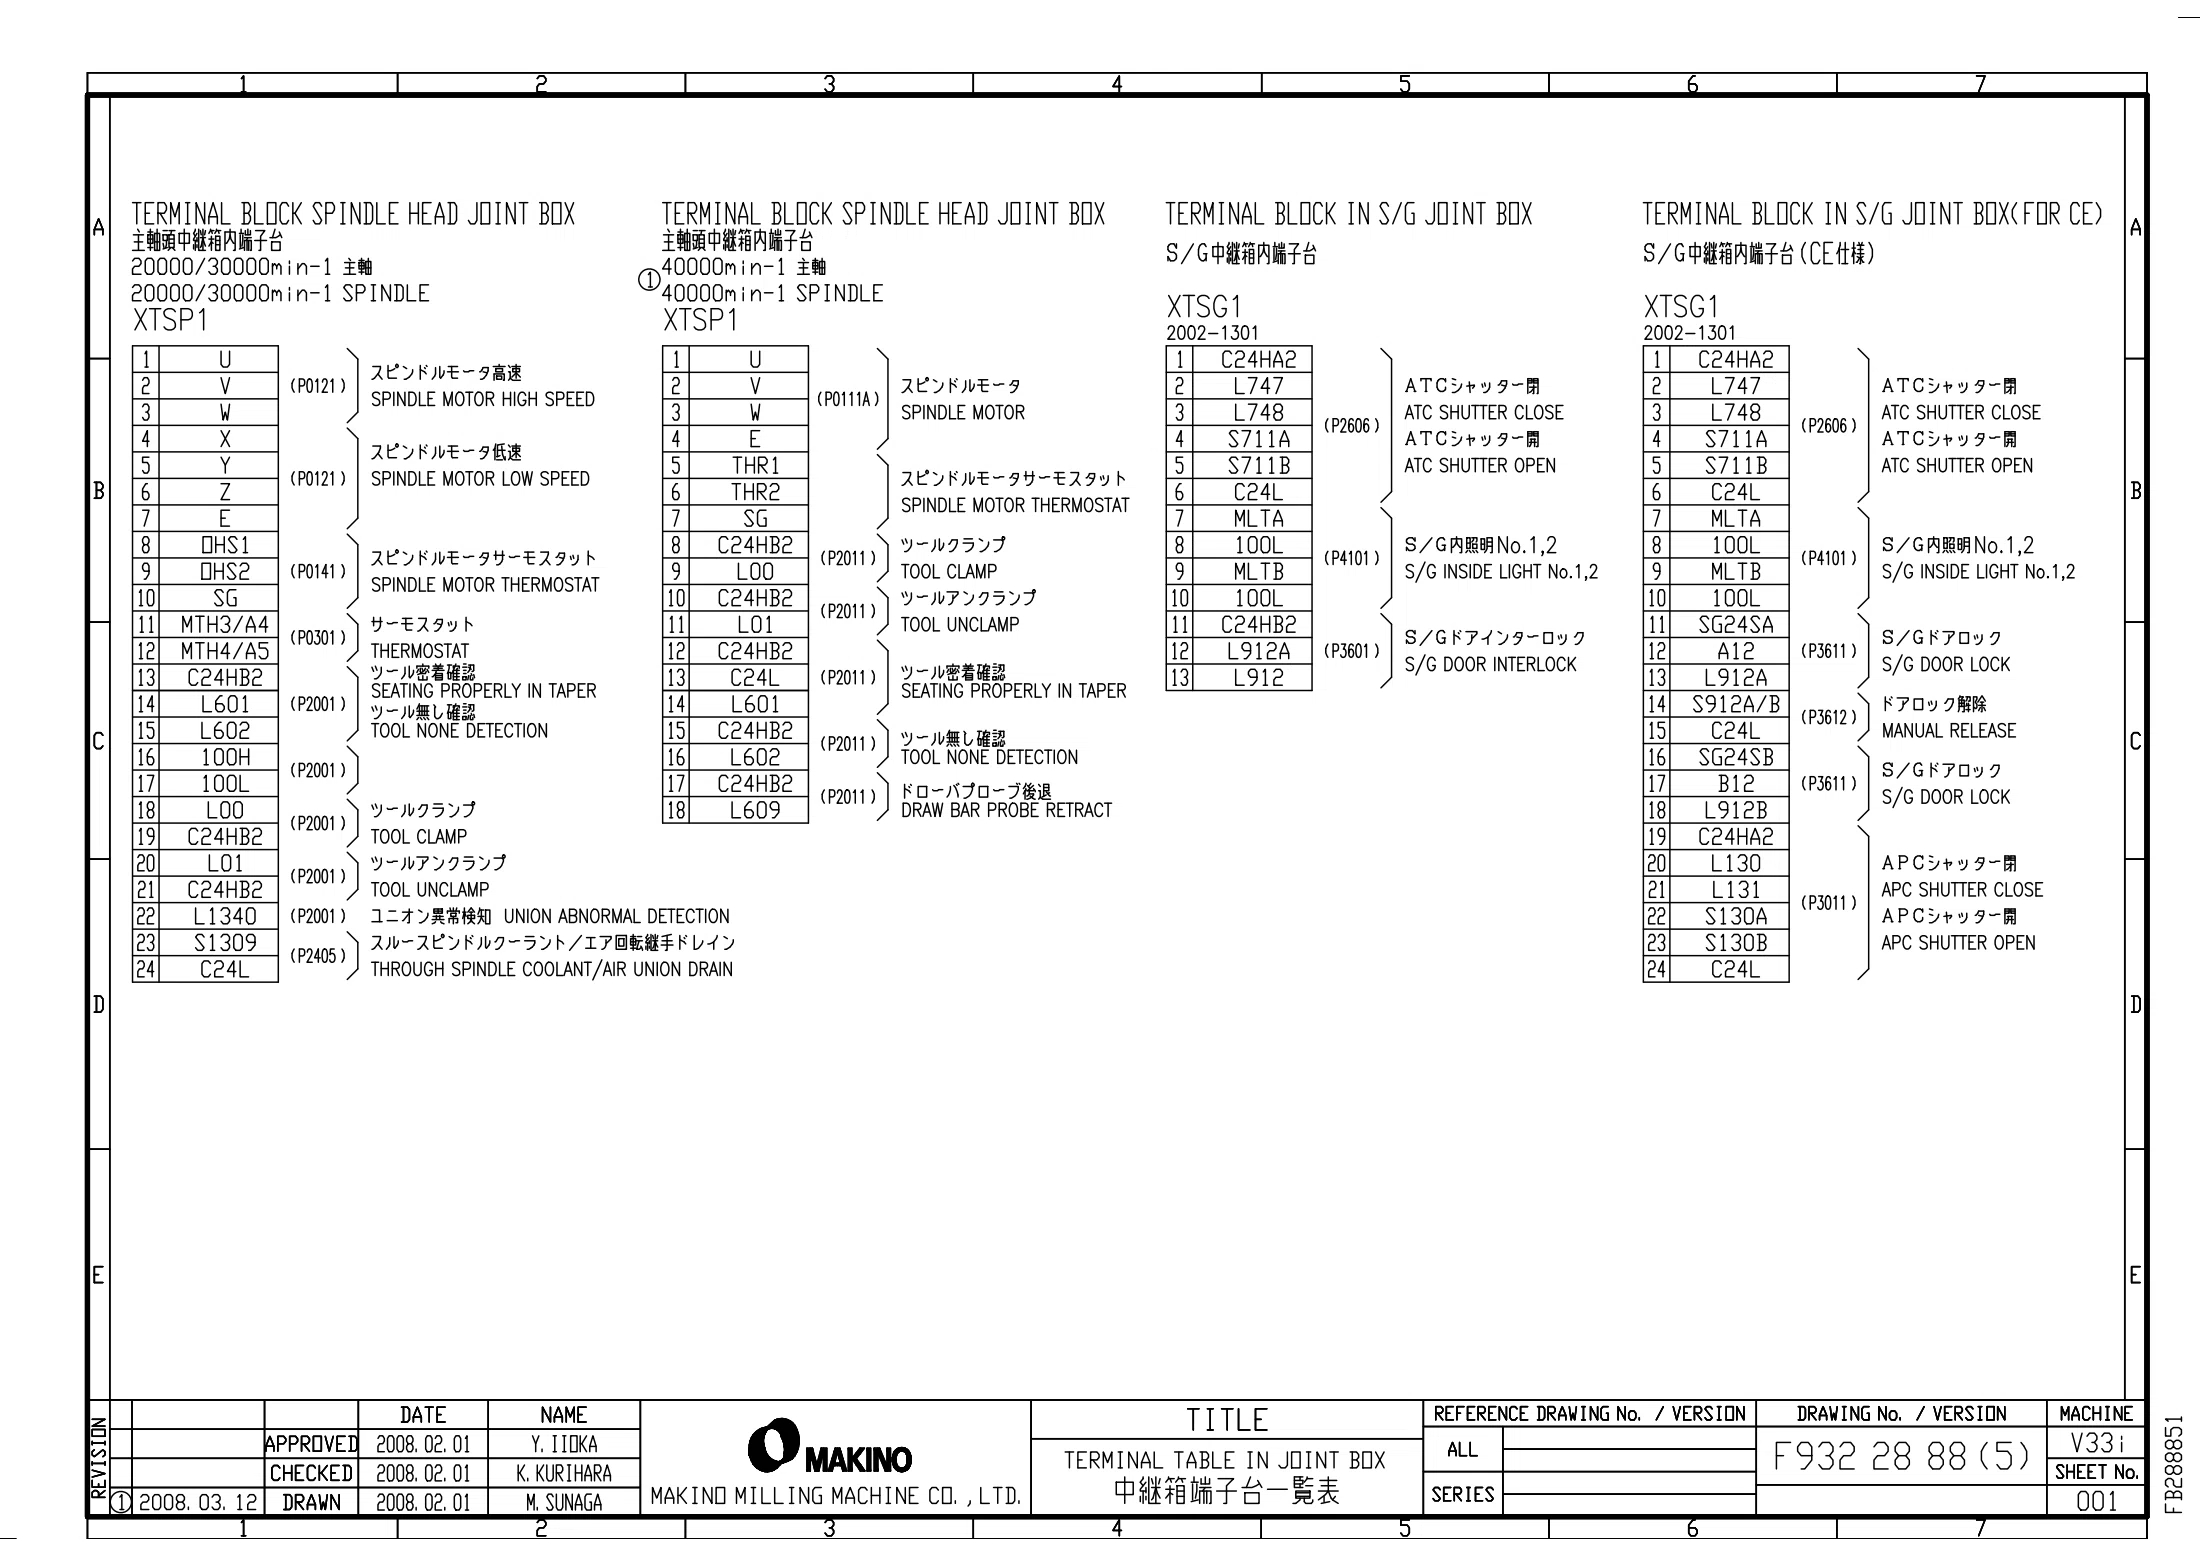 1 2 3 4 5 6 7
A A
B B
C C
D D
E E
TERMINAL BLOCK SPINDLE HEAD JOINT BOX
主軸頭中継箱内端子台
20000/30000min-1 主軸
20000/30000min-1 SPINDLE
XTSP1
1 U
2 V
3 W
(P0121)
スピンドルモータ高速
SPINDLE MOTOR HIGH SPEED
4 X
5 Y
6 Z
7 E
(P0121)
スピンドルモータ低速
SPINDLE MOTOR LOW SPEED
8 OHS1
9 OHS2
10 SG
(P0141)
スピンドルモータサーモスタット
SPINDLE MOTOR THERMOSTAT
11 MTH3/A4
12 MTH4/A5
(P0301)
サーモスタット
THERMOSTAT
13 C24HB2
14 L601
15 L602
(P2001)
ツール密着確認
SEATING PROPERLY IN TAPER
ツール無し確認
TOOL NONE DETECTION
16 100H
17 100L
(P2001)
18 L00
19 C24HB2
(P2001)
ツールクランプ
TOOL CLAMP
20 L01
21 C24HB2
(P2001)
ツールアンクランプ
TOOL UNCLAMP
22 L1340
(P2001) ユニオン異常検知 UNION ABNORMAL DETECTION
23 S1309
24 C24L
(P2405)
スルースピンドルクーラント/エア回転継手ドレイン
THROUGH SPINDLE COOLANT/AIR UNION DRAIN
TERMINAL BLOCK SPINDLE HEAD JOINT BOX
主軸頭中継箱内端子台
① 40000min-1 主軸
40000min-1 SPINDLE
XTSP1
1 U
2 V
3 W
4 E
(P0111A)
スピンドルモータ
SPINDLE MOTOR
5 THR1
6 THR2
7 SG
スピンドルモータサーモスタット
SPINDLE MOTOR THERMOSTAT
8 C24HB2
9 L00
(P2011)
ツールクランプ
TOOL CLAMP
10 C24HB2
11 L01
(P2011)
ツールアンクランプ
TOOL UNCLAMP
12 C24HB2
13 C24L
14 L601
(P2011)
ツール密着確認
SEATING PROPERLY IN TAPER
15 C24HB2
16 L602
(P2011)
ツール無し確認
TOOL NONE DETECTION
17 C24HB2
18 L609
(P2011)
ドローバプローブ後退
DRAW BAR PROBE RETRACT
TERMINAL BLOCK IN S/G JOINT BOX
S/G中継箱内端子台
XTSG1
2002-1301
1 C24HA2
2 L747
3 L748
4 S711A
5 S711B
6 C24L
(P2606)
ATCシャッター閉
ATC SHUTTER CLOSE
ATCシャッター開
ATC SHUTTER OPEN
7 MLTA
8 100L
9 MLTB
10 100L
(P4101)
S/G内照明No.1,2
S/G INSIDE LIGHT No.1,2
11 C24HB2
12 L912A
13 L912
(P3601)
S/Gドアインターロック
S/G DOOR INTERLOCK
TERMINAL BLOCK IN S/G JOINT BOX(FOR CE)
S/G中継箱内端子台(CE仕様)
XTSG1
2002-1301
1 C24HA2
2 L747
3 L748
4 S711A
5 S711B
6 C24L
(P2606)
ATCシャッター閉
ATC SHUTTER CLOSE
ATCシャッター開
ATC SHUTTER OPEN
7 MLTA
8 100L
9 MLTB
10 100L
(P4101)
S/G内照明No.1,2
S/G INSIDE LIGHT No.1,2
11 SG24SA
12 A12
13 L912A
(P3611)
S/Gドアロック
S/G DOOR LOCK
14 S912A/B
15 C24L
(P3612)
ドアロック解除
MANUAL RELEASE
16 SG24SB
17 B12
18 L912B
(P3611)
S/Gドアロック
S/G DOOR LOCK
19 C24HA2
20 L130
21 L131
22 S130A
23 S130B
24 C24L
(P3011)
APCシャッター閉
APC SHUTTER CLOSE
APCシャッター開
APC SHUTTER OPEN
REVISION
① 2008.03.12
DATE NAME
APPROVED 2008.02.01 Y. IIOKA
CHECKED 2008.02.01 K. KURIHARA
DRAWN 2008.02.01 M. SUNAGA
MAKINO
MAKINO MILLING MACHINE CO.,LTD.
TITLE
TERMINAL TABLE IN JOINT BOX
中継箱端子台一覧表
REFERENCE DRAWING No. / VERSION
ALL
SERIES
DRAWING No. / VERSION
F932 28 88(5)
MACHINE
V33i
SHEET No.
001
FB288851
1 2 3 4 5 6 7